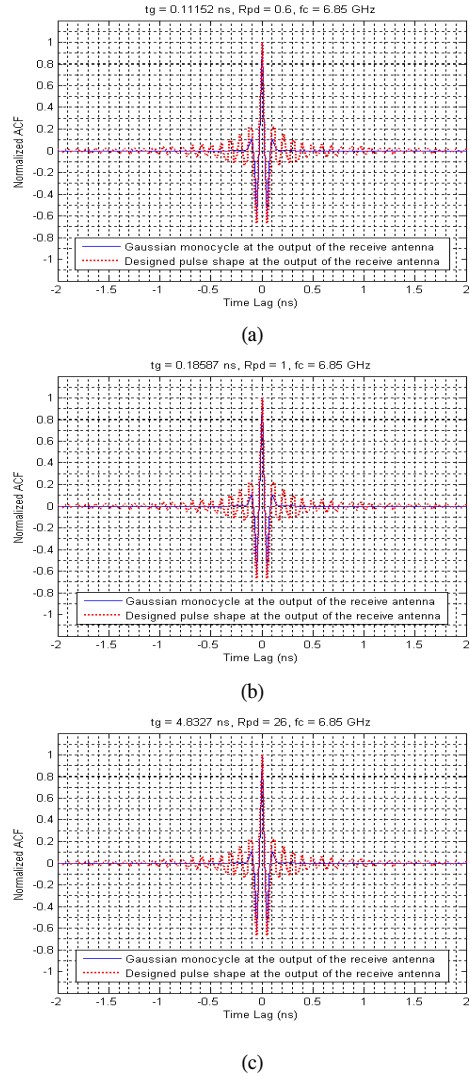 tg = 0.11152 ns, Rpd = 0.6, fc = 6.85 GHz
1
0.8
0.6
0.4
0.2
0
-0.2
-0.4
-0.6
-0.8
-1
Normalized ACF
Gaussian monocycle at the output of the receive antenna
Designed pulse shape at the output of the receive antenna
-2 -1.5 -1 -0.5 0 0.5 1 1.5 2
Time Lag (ns)
(a)
tg = 0.18587 ns, Rpd = 1, fc = 6.85 GHz
1
0.8
0.6
0.4
0.2
0
-0.2
-0.4
-0.6
-0.8
-1
Normalized ACF
Gaussian monocycle at the output of the receive antenna
Designed pulse shape at the output of the receive antenna
-2 -1.5 -1 -0.5 0 0.5 1 1.5 2
Time Lag (ns)
(b)
tg = 4.8327 ns, Rpd = 26, fc = 6.85 GHz
1
0.8
0.6
0.4
0.2
0
-0.2
-0.4
-0.6
-0.8
-1
Normalized ACF
Gaussian monocycle at the output of the receive antenna
Designed pulse shape at the output of the receive antenna
-2 -1.5 -1 -0.5 0 0.5 1 1.5 2
Time Lag (ns)
(c)